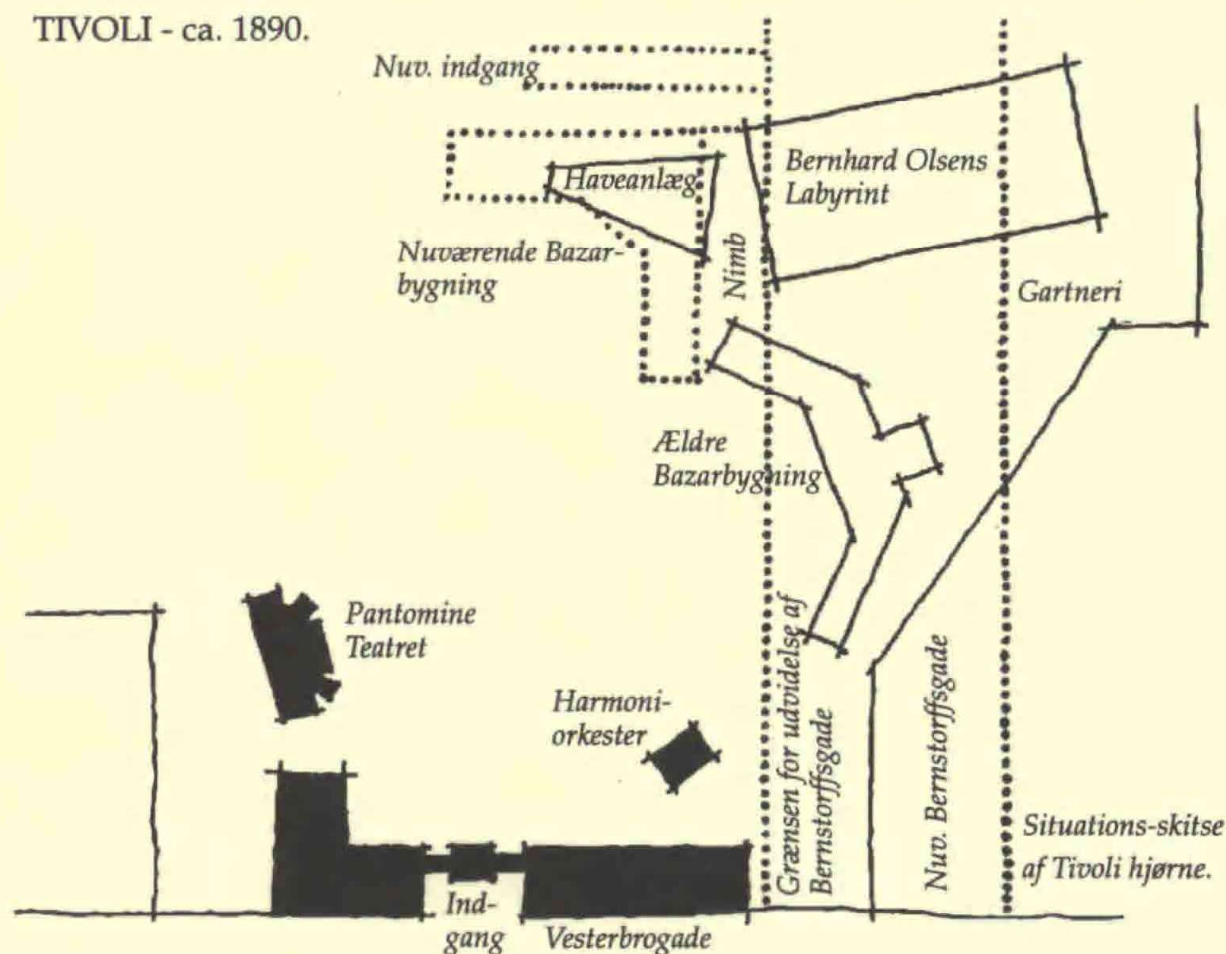 TIVOLI - ca. 1890.
Nuv. indgang
Haveanlæg
Bernhard Olsens
Labyrint
Nuværende Bazar-
bygning
Nimb
Gartneri
Ældre
Bazarbygning
Pantomine
Teatret
Harmoni-
orkester
Grænsen for udvidelse af
Bernstorffsgade
Nuv. Bernstorffsgade
Situations-skitse
af Tivoli hjørne.
Ind-
gang
Vesterbrogade